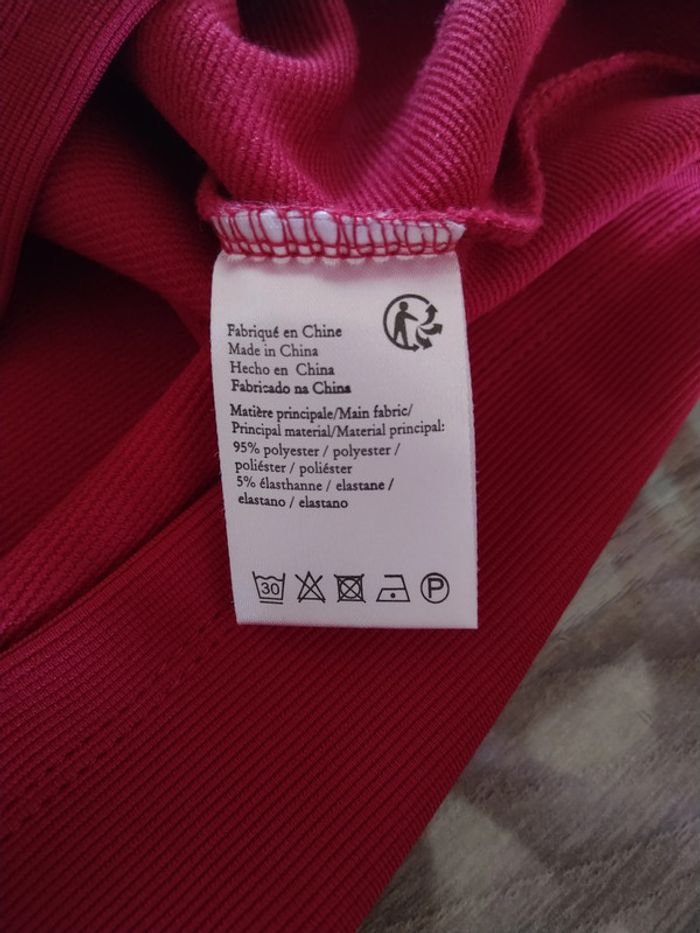 Fabriqué en Chine
Made in China
Hecho en China
Fabricado na China
Matière principale/Main fabric/
Principal material/Material principal:
95% polyester / polyester /
poliéster / poliéster
5% élasthanne / elastane /
elastano / elastano
30
P